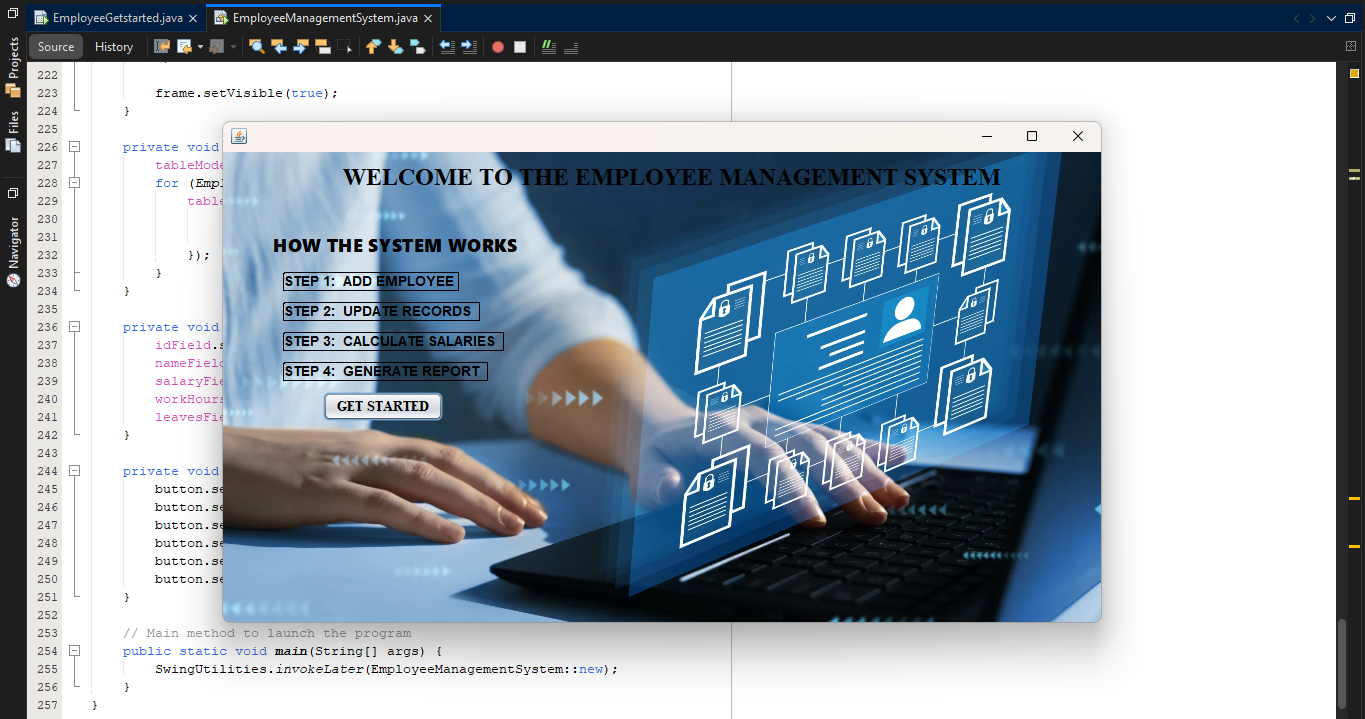 EmployeeGetstarted.java × EmployeeManagementSystem.java ×
Source History
Projects
Files
Navigator
222
223 frame.setVisible(true);
224 }
225
226 private void
227 tableMode
228 for (Empl
229 table
230
231
232 });
233 }
234 }
235
236 private void
237 idField.s
238 nameField
239 salaryFie
240 workHours
241 leavesFie
242 }
243
244 private void
245 button.se
246 button.se
247 button.se
248 button.se
249 button.se
250 button.se
251 }
252
253 // Main method to launch the program
254 public static void main(String[] args) {
255 SwingUtilities.invokeLater(EmployeeManagementSystem::new);
256 }
257 }
WELCOME TO THE EMPLOYEE MANAGEMENT SYSTEM
HOW THE SYSTEM WORKS
STEP 1: ADD EMPLOYEE
STEP 2: UPDATE RECORDS
STEP 3: CALCULATE SALARIES
STEP 4: GENERATE REPORT
GET STARTED